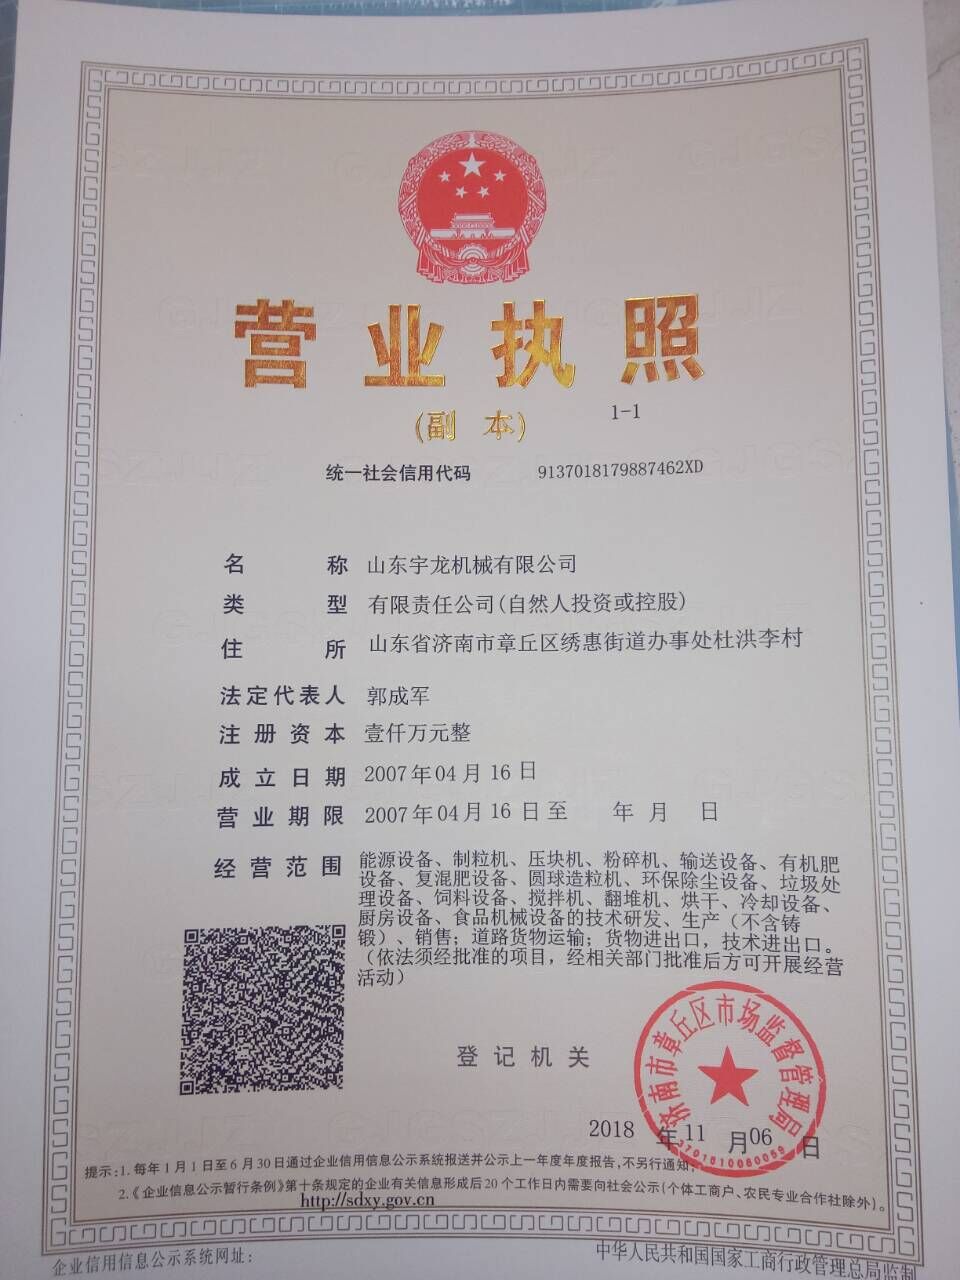 营业执照
(副 本)
1-1
统一社会信用代码 9137018179887462XD
名 称 山东宇龙机械有限公司
类 型 有限责任公司(自然人投资或控股)
住 所 山东省济南市章丘区绣惠街道办事处杜洪李村
法定代表人 郭成军
注册资本 壹仟万元整
成立日期 2007年04月16日
营业期限 2007年04月16日至 年 月 日
经营范围 能源设备、制粒机、压块机、粉碎机、输送设备、有机肥
设备、复混肥设备、圆球造粒机、环保除尘设备、垃圾处
理设备、饲料设备、搅拌机、翻堆机、烘干、冷却设备、
厨房设备、食品机械设备的技术研发、生产（不含铸
锻）、销售；道路货物运输；货物进出口，技术进出口。
（依法须经批准的项目，经相关部门批准后方可开展经营
活动）
登记机关
济南市章丘区市场监督管理局
3701810060059
2018 年 11 月 06 日
提示：1.每年1月1日至6月30日通过企业信用信息公示系统报送并公示上一年度年度报告,不另行通知;
2.《企业信息公示暂行条例》第十条规定的企业有关信息形成后20个工作日内需要向社会公示(个体工商户、农民专业合作社除外)。
http://sdxy.gov.cn
企业信用信息公示系统网址：
中华人民共和国国家工商行政管理总局监制